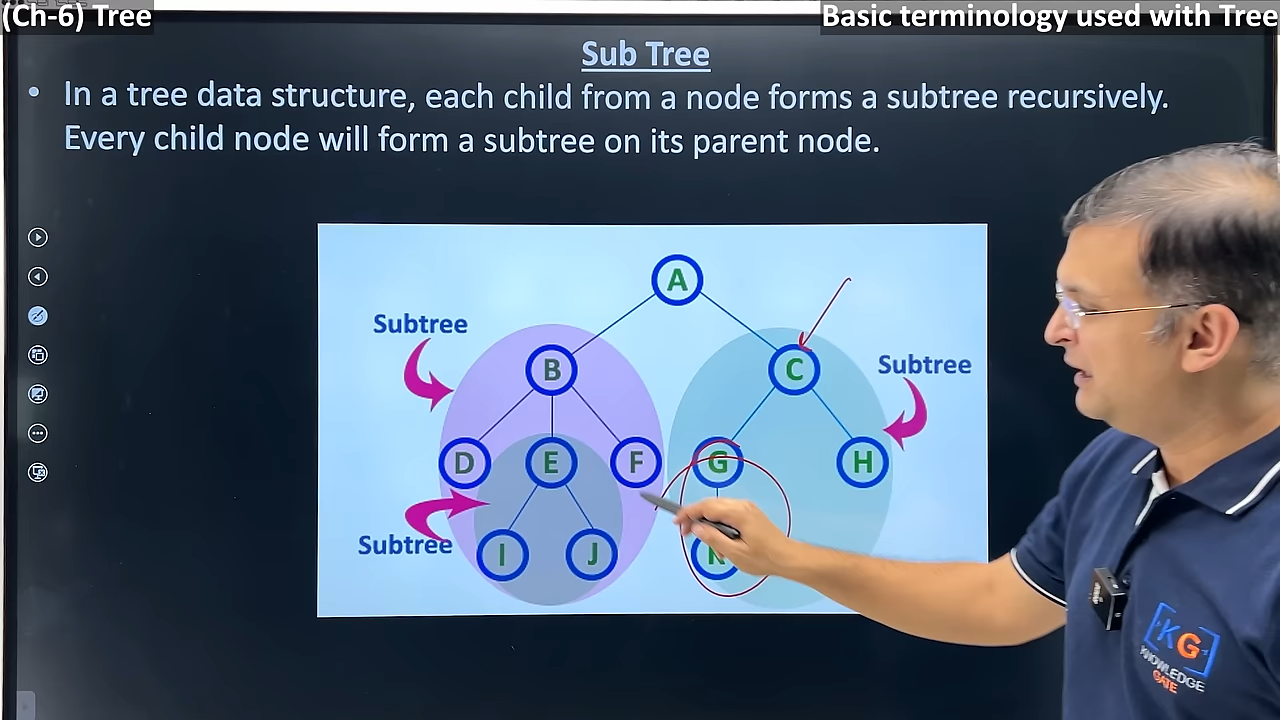 (Ch-6) Tree
Basic terminology used with Tree
Sub Tree
• In a tree data structure, each child from a node forms a subtree recursively.
Every child node will form a subtree on its parent node.
A
Subtree
B
C
Subtree
D
E
F
G
H
Subtree
I
J
K
KG
KNOWLEDGE
GATE